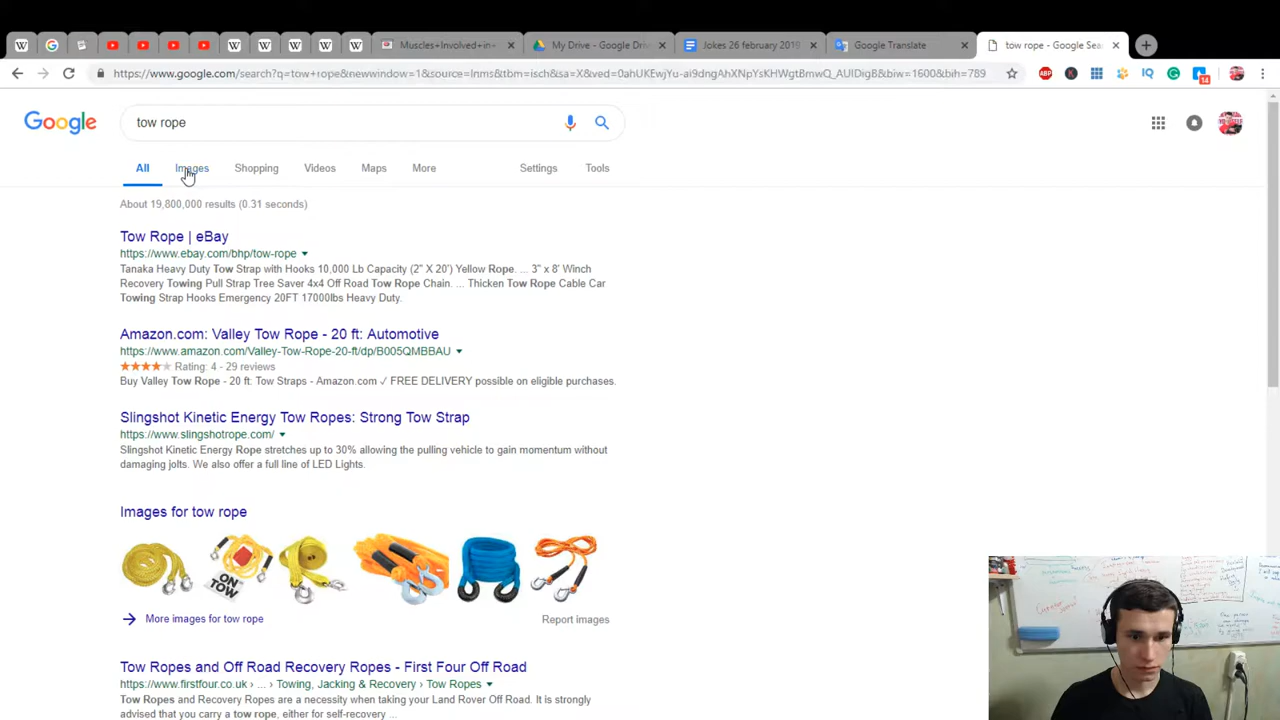 Muscles+Involved+in+
My Drive - Google Driv
Jokes 26 february 2019
Google Translate
tow rope - Google Sea
https://www.google.com/search?q=tow+rope&newwindow=1&source=lnms&tbm=isch&sa=X&ved=0ahUKEwjYu-ai9dngAhXNpYsKHWgtBmwQ_AUIDigB&biw=1600&bih=789
ABP
K
IQ
14
Google
tow rope
All
Images
Shopping
Videos
Maps
More
Settings
Tools
About 19,800,000 results (0.31 seconds)
Tow Rope | eBay
https://www.ebay.com/bhp/tow-rope
Tanaka Heavy Duty Tow Strap with Hooks 10,000 Lb Capacity (2" X 20') Yellow Rope. ... 3" x 8' Winch
Recovery Towing Pull Strap Tree Saver 4x4 Off Road Tow Rope Chain. ... Thicken Tow Rope Cable Car
Towing Strap Hooks Emergency 20FT 17000lbs Heavy Duty.
Amazon.com: Valley Tow Rope - 20 ft: Automotive
https://www.amazon.com/Valley-Tow-Rope-20-ft/dp/B005QMBBAU
Rating: 4 - 29 reviews
Buy Valley Tow Rope - 20 ft: Tow Straps - Amazon.com ✓ FREE DELIVERY possible on eligible purchases.
Slingshot Kinetic Energy Tow Ropes: Strong Tow Strap
https://www.slingshotrope.com/
Slingshot Kinetic Energy Rope stretches up to 30% allowing the pulling vehicle to gain momentum without
damaging jolts. We also offer a full line of LED Lights.
Images for tow rope
ON
TOW
More images for tow rope
Report images
Tow Ropes and Off Road Recovery Ropes - First Four Off Road
https://www.firstfour.co.uk › ... › Towing, Jacking & Recovery › Tow Ropes
Tow Ropes and Recovery Ropes are a necessity when taking your Land Rover Off Road. It is strongly
advised that you carry a tow rope, either for self-recovery ...